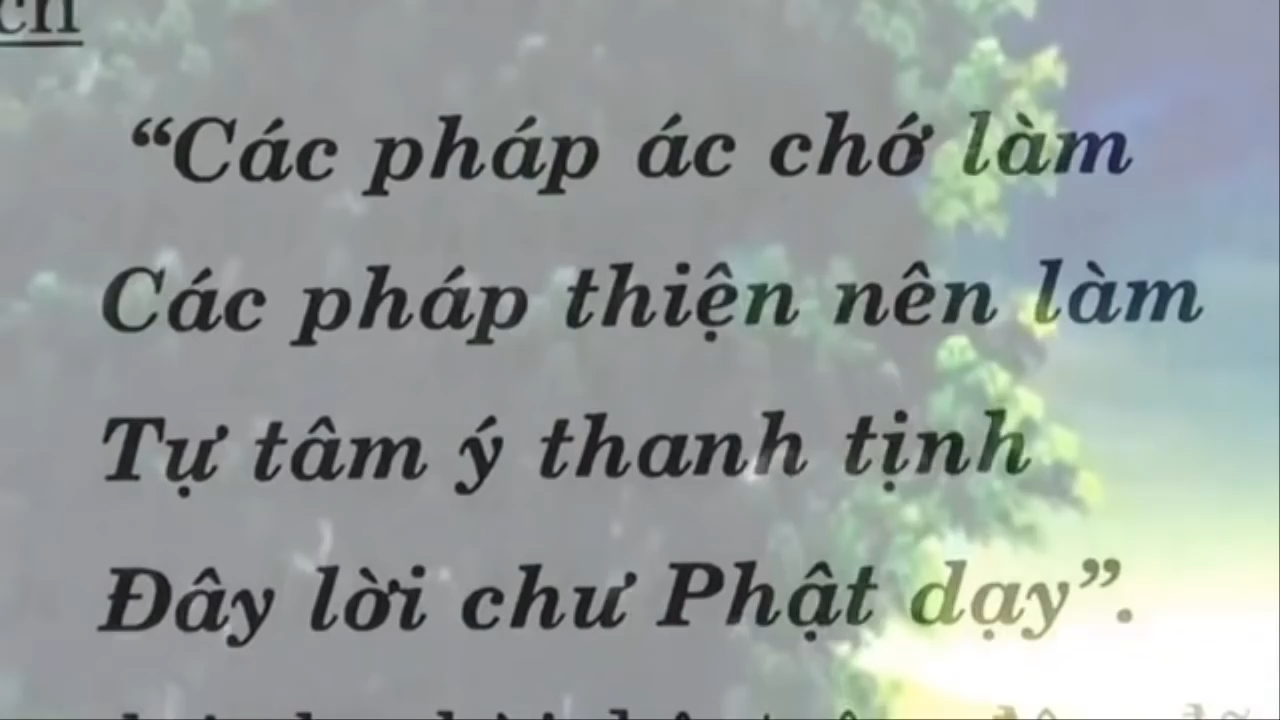 “Các pháp ác chớ làm
Các pháp thiện nên làm
Tự tâm ý thanh tịnh
Đây lời chư Phật dạy”.